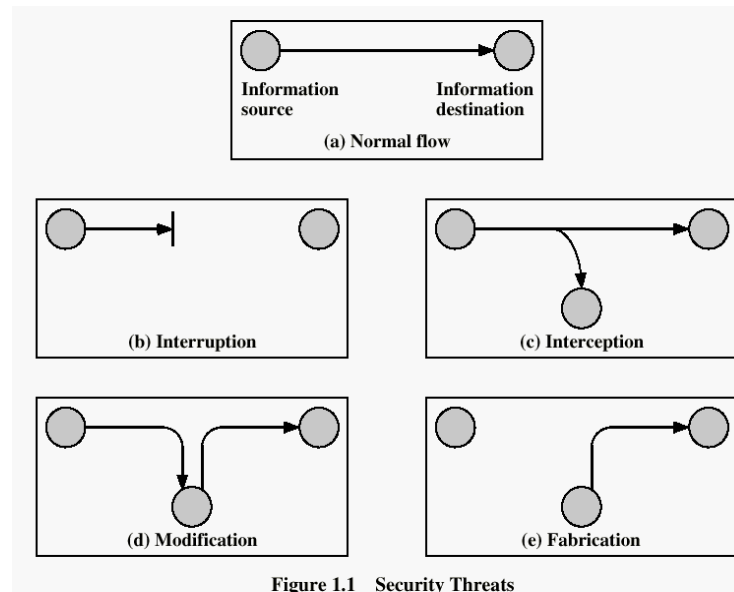 Information
source
Information
destination
(a) Normal flow
(b) Interruption
(c) Interception
(d) Modification
(e) Fabrication
Figure 1.1 Security Threats